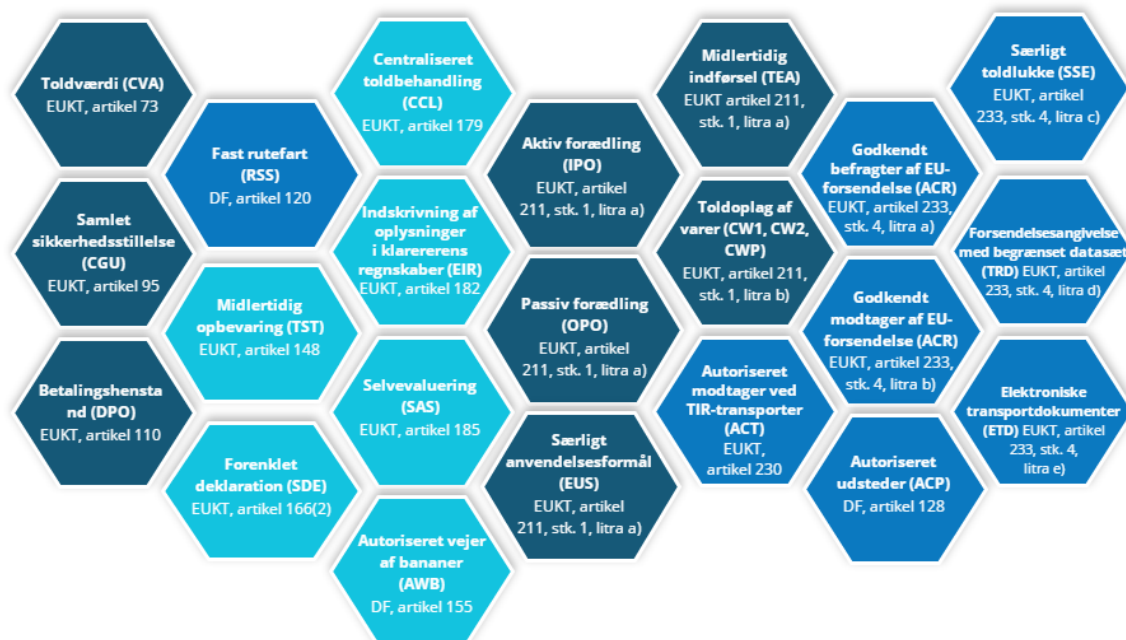 Toldværdi (CVA)
EUKT, artikel 73
Samlet
sikkerhedsstillelse
(CGU)
EUKT, artikel 95
Betalingshensta
nd (DPO)
EUKT, artikel 110
Fast rutefart
(RSS)
DF, artikel 120
Midlertidig
opbevaring (TST)
EUKT, artikel 148
Forenklet
deklaration (SDE)
EUKT, artikel 166(2)
Centraliseret
toldbehandling
(CCL)
EUKT, artikel 179
Indskrivning af
oplysninger
i klarererens
regnskaber (EIR)
EUKT, artikel 182
Selvevaluering
(SAS)
EUKT, artikel 185
Autoriseret vejer
af bananer
(AWB)
DF, artikel 155
Aktiv forædling
(IPO)
EUKT, artikel
211, stk. 1, litra a)
Passiv forædling
(OPO)
EUKT, artikel
211, stk. 1, litra a)
Særligt
anvendelsesformål
(EUS)
EUKT, artikel
211, stk. 1, litra a)
Midlertidig
indførsel (TEA)
EUKT artikel 211,
stk. 1, litra a)
Toldoplag af
varer (CW1, CW2,
CWP)
EUKT, artikel 211,
stk. 1, litra b)
Autoriseret
modtager ved
TIR-transporter
(ACT)
EUKT,
artikel 230
Godkendt
befragter af EU-
forsendelse (ACR)
EUKT, artikel 233,
stk. 4, litra a)
Godkendt
modtager af EU-
forsendelse (ACR)
EUKT, artikel 233,
stk. 4, litra b)
Autoriseret
udsteder (ACP)
DF, artikel 128
Særligt
toldlukke (SSE)
EUKT, artikel
233, stk. 4, litra c)
Forsendelsesangivelse
med begrænset datasæt
(TRD) EUKT, artikel
233, stk. 4, litra d)
Elektroniske
transportdokumenter
(ETD) EUKT, artikel
233, stk. 4,
litra e)